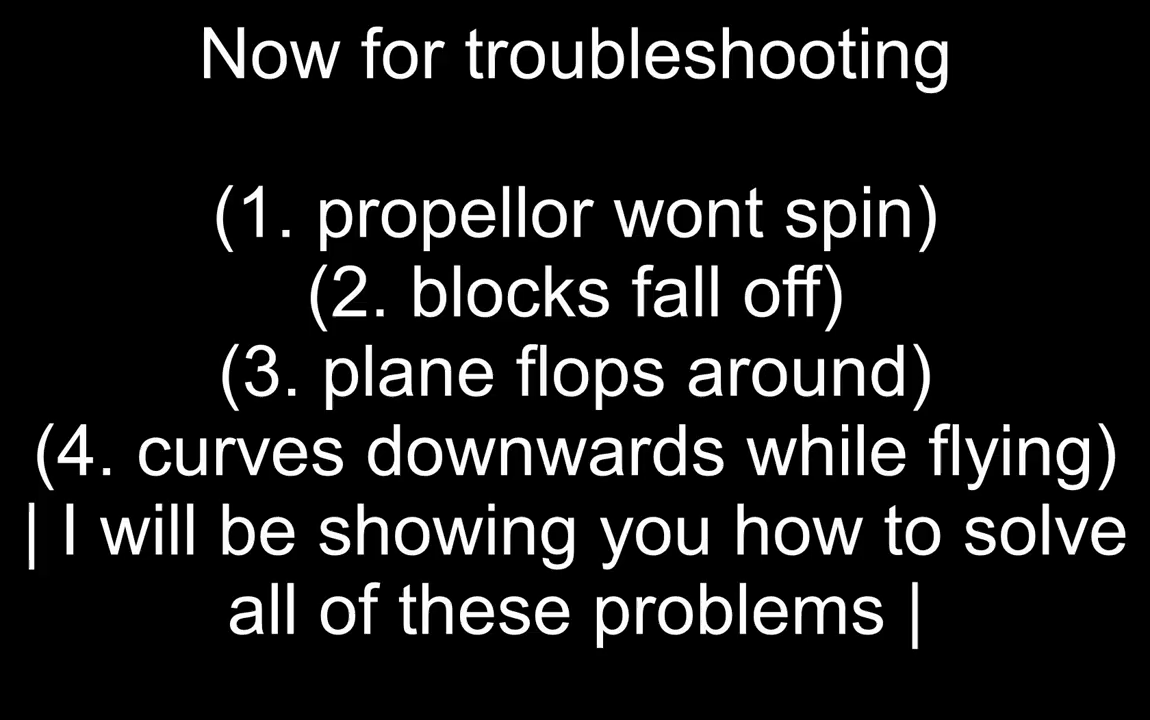 Now for troubleshooting
(1. propellor wont spin)
(2. blocks fall off)
(3. plane flops around)
(4. curves downwards while flying)
| I will be showing you how to solve
all of these problems |